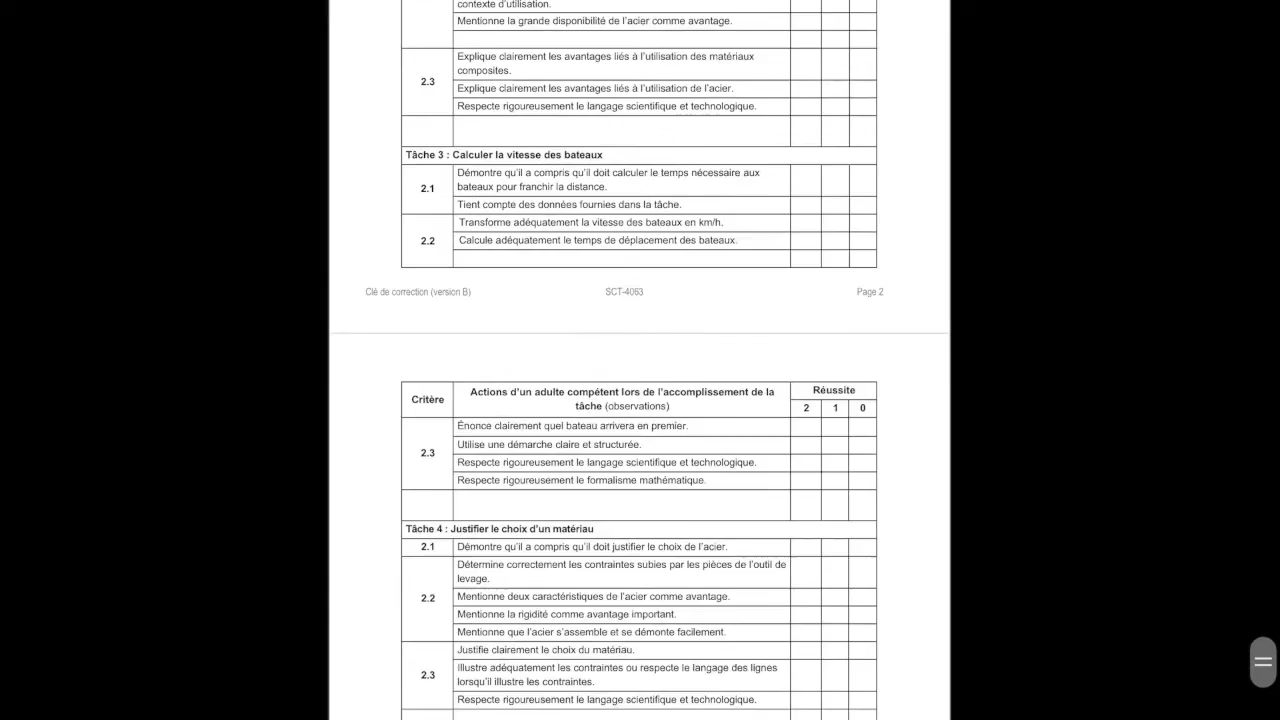 contexte d'utilisation.
Mentionne la grande disponibilité de l'acier comme avantage.
2.3
Explique clairement les avantages liés à l'utilisation des matériaux
composites.
Explique clairement les avantages liés à l'utilisation de l'acier.
Respecte rigoureusement le langage scientifique et technologique.
Tâche 3 : Calculer la vitesse des bateaux
2.1
Démontre qu'il a compris qu'il doit calculer le temps nécessaire aux
bateaux pour franchir la distance.
Tient compte des données fournies dans la tâche.
2.2
Transforme adéquatement la vitesse des bateaux en km/h.
Calcule adéquatement le temps de déplacement des bateaux.
Clé de correction (version B)
SCT-4063
Page 2
Critère
Actions d'un adulte compétent lors de l'accomplissement de la
tâche (observations)
Réussite
2 1 0
2.3
Énonce clairement quel bateau arrivera en premier.
Utilise une démarche claire et structurée.
Respecte rigoureusement le langage scientifique et technologique.
Respecte rigoureusement le formalisme mathématique.
Tâche 4 : Justifier le choix d'un matériau
2.1
Démontre qu'il a compris qu'il doit justifier le choix de l'acier.
2.2
Détermine correctement les contraintes subies par les pièces de l'outil de
levage.
Mentionne deux caractéristiques de l'acier comme avantage.
Mentionne la rigidité comme avantage important.
Mentionne que l'acier s'assemble et se démonte facilement.
2.3
Justifie clairement le choix du matériau.
Illustre adéquatement les contraintes ou respecte le langage des lignes
lorsqu'il illustre les contraintes.
Respecte rigoureusement le langage scientifique et technologique.